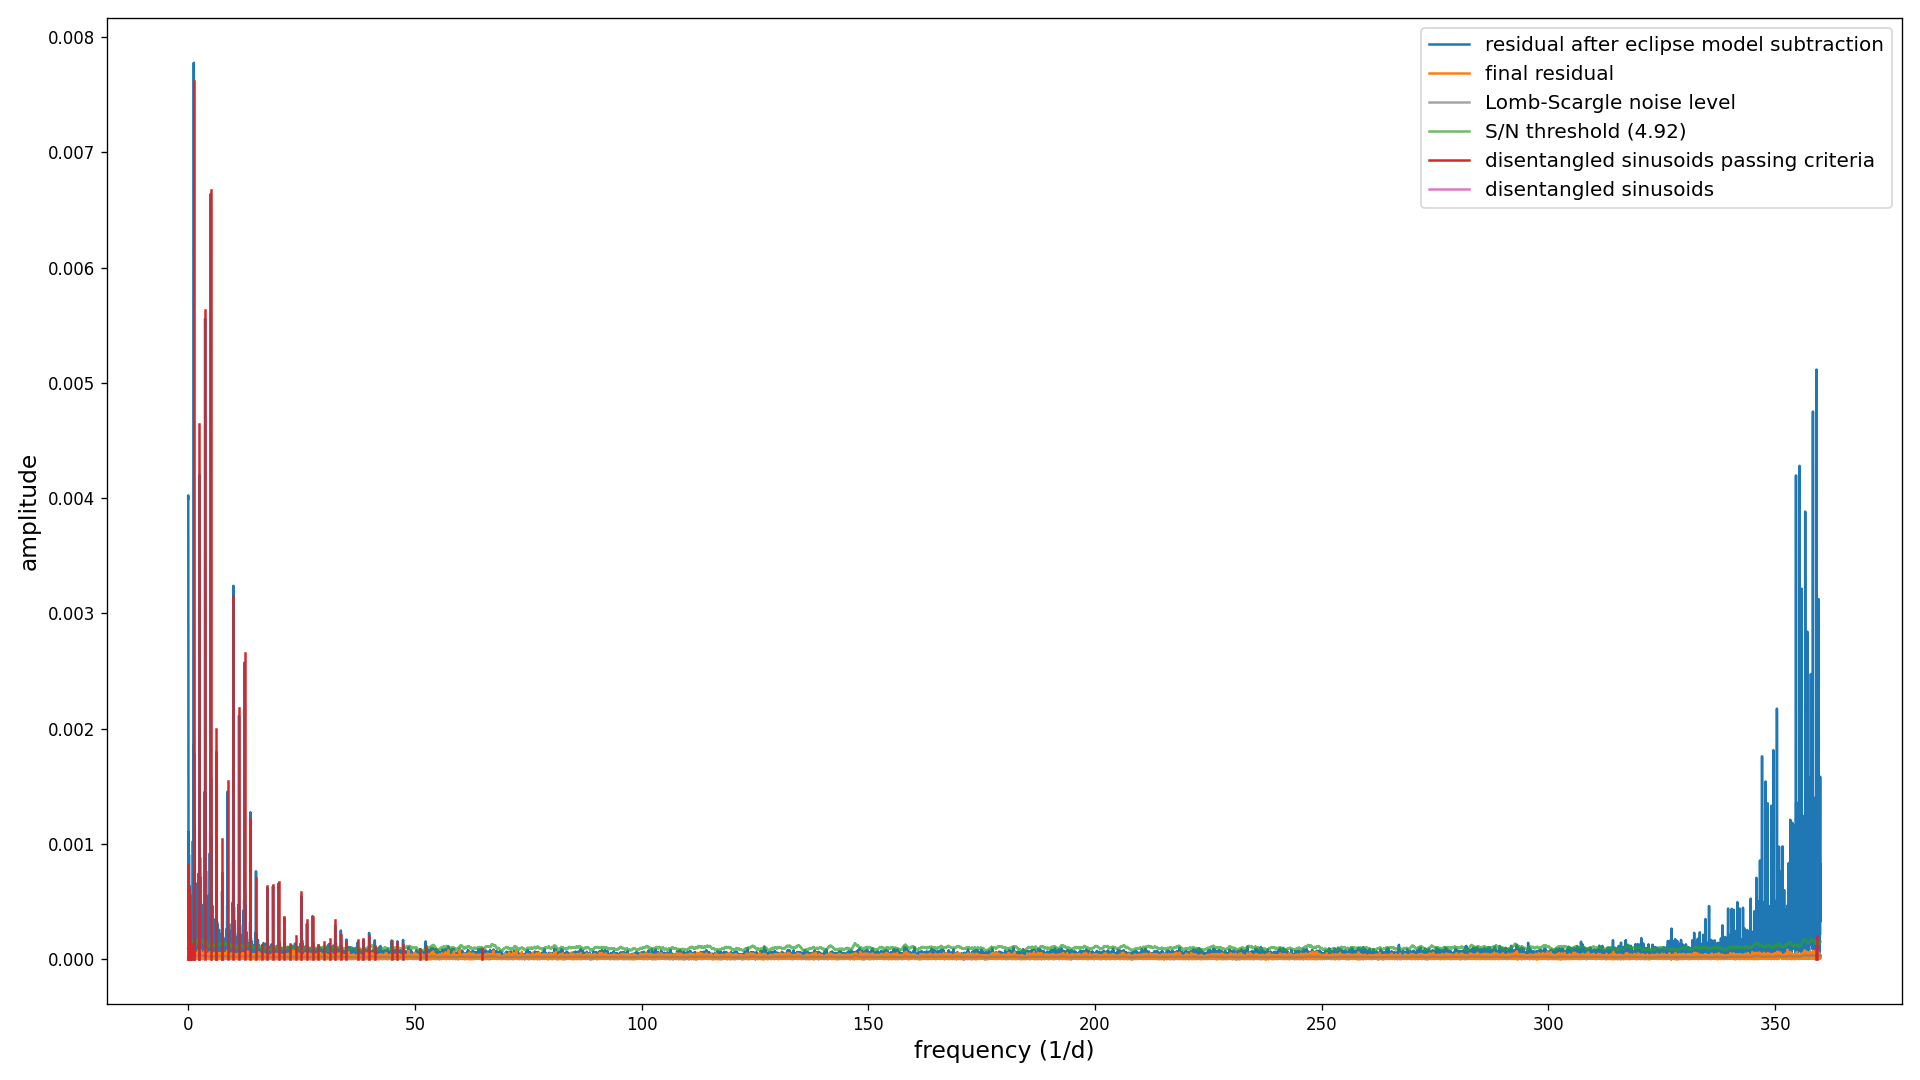 0.008
0.007
0.006
0.005
0.004
0.003
0.002
0.001
0.000
amplitude
residual after eclipse model subtraction
final residual
Lomb-Scargle noise level
S/N threshold (4.92)
disentangled sinusoids passing criteria
disentangled sinusoids
0 50 100 150 200 250 300 350
frequency (1/d)